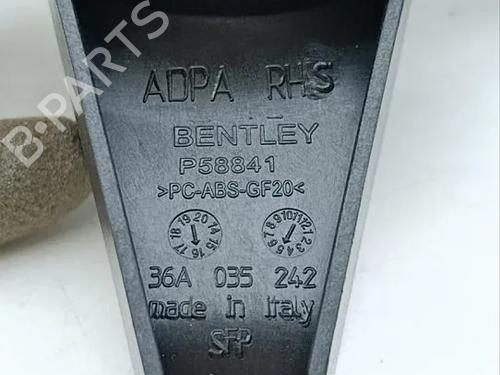 B-PARTS
ADPA RHS
BENTLEY
P58841
>PC-ABS-GF20<
36A 035 242
made in Italy
SFP